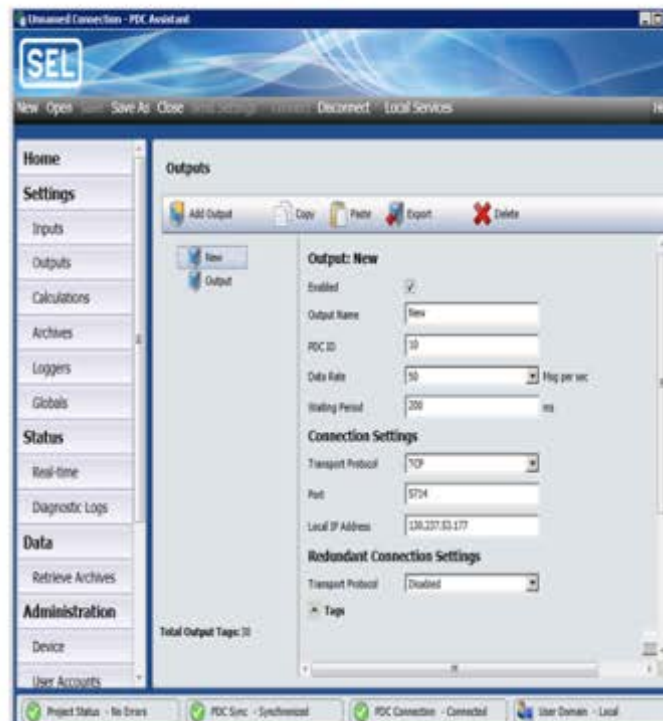 Unnamed Connection - PDC Assistant
SEL
New Open Save As Close Disconnect Local Services
Home
Settings
Inputs
Outputs
Calculations
Archives
Loggers
Globals
Status
Real-time
Diagnostic Logs
Data
Retrieve Archives
Administration
Device
User Accounts
Outputs
Add Output Copy Paste Export Delete
New
Output
Total Output Tags: 30
Output: New
Enabled
Output Name New
PDC ID 10
Data Rate 50 Msg per sec
Waiting Period 200 ms
Connection Settings
Transport Protocol TCP
Port 5714
Local IP Address 130.237.53.177
Redundant Connection Settings
Transport Protocol Disabled
Tags
Project Status - No Errors PDC Sync - Synchronized PDC Connection - Connected User Domain - Local